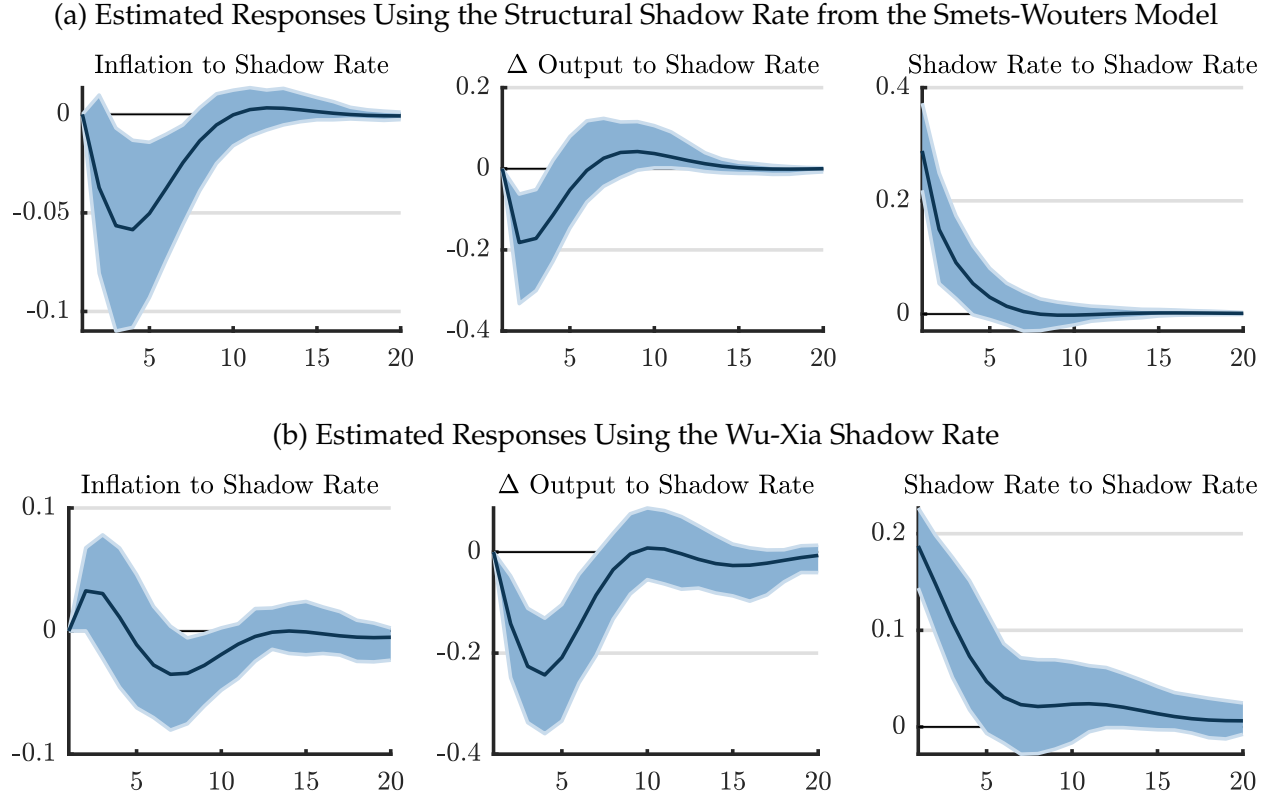 (a) Estimated Responses Using the Structural Shadow Rate from the Smets-Wouters Model
Inflation to Shadow Rate
0
-0.05
-0.1
5 10 15 20
Δ Output to Shadow Rate
0.2
0
-0.2
-0.4
5 10 15 20
Shadow Rate to Shadow Rate
0.4
0.2
0
5 10 15 20
(b) Estimated Responses Using the Wu-Xia Shadow Rate
Inflation to Shadow Rate
0.1
0
-0.1
5 10 15 20
Δ Output to Shadow Rate
0
-0.2
-0.4
5 10 15 20
Shadow Rate to Shadow Rate
0.2
0.1
0
5 10 15 20